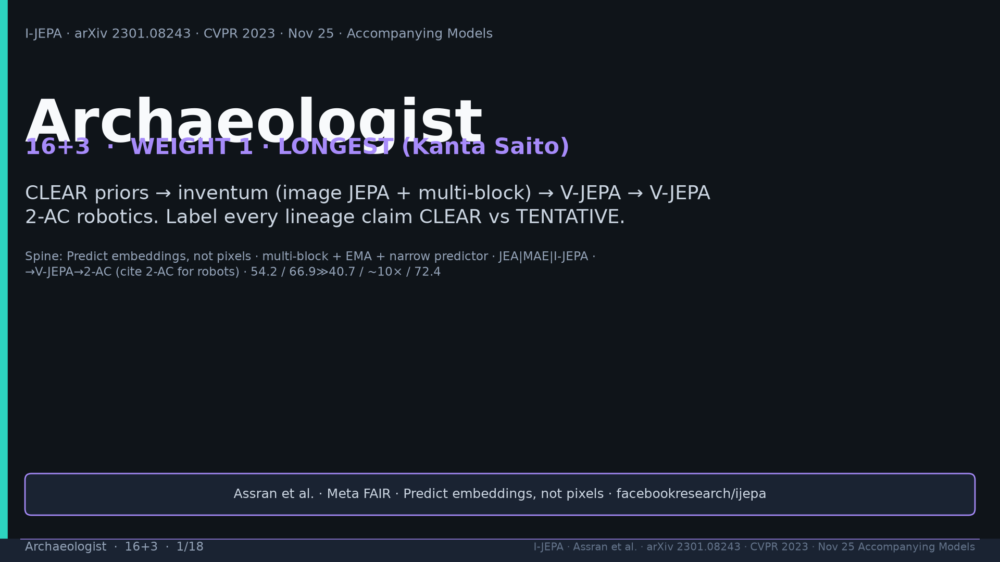 I-JEPA · arXiv 2301.08243 · CVPR 2023 · Nov 25 · Accompanying Models
Archaeologist
16+3 · WEIGHT 1 · LONGEST (Kanta Saito)
CLEAR priors → inventum (image JEPA + multi-block) → V-JEPA → V-JEPA
2-AC robotics. Label every lineage claim CLEAR vs TENTATIVE.
Spine: Predict embeddings, not pixels · multi-block + EMA + narrow predictor · JEA|MAE|I-JEPA ·
→V-JEPA→2-AC (cite 2-AC for robots) · 54.2 / 66.9≫40.7 / ~10× / 72.4
Assran et al. · Meta FAIR · Predict embeddings, not pixels · facebookresearch/ijepa
Archaeologist · 16+3 · 1/18
I-JEPA · Assran et al. · arXiv 2301.08243 · CVPR 2023 · Nov 25 Accompanying Models